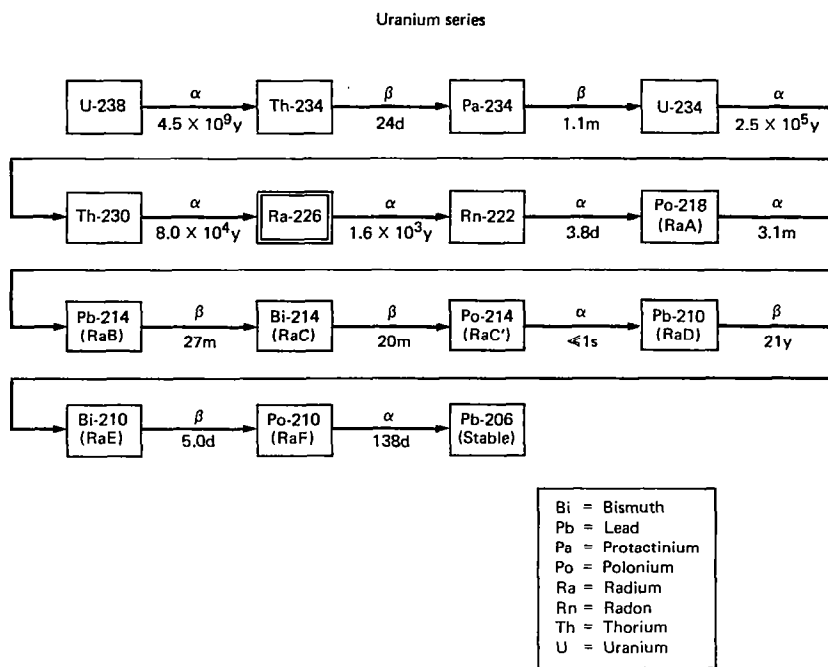 Uranium series
U-238 α 4.5 × 10⁹y Th-234 β 24d Pa-234 β 1.1m U-234 α 2.5 × 10⁵y
Th-230 α 8.0 × 10⁴y Ra-226 α 1.6 × 10³y Rn-222 α 3.8d Po-218 (RaA) α 3.1m
Pb-214 (RaB) β 27m Bi-214 (RaC) β 20m Po-214 (RaC') α ≪1s Pb-210 (RaD) β 21y
Bi-210 (RaE) β 5.0d Po-210 (RaF) α 138d Pb-206 (Stable)
Bi = Bismuth
Pb = Lead
Pa = Protactinium
Po = Polonium
Ra = Radium
Rn = Radon
Th = Thorium
U = Uranium